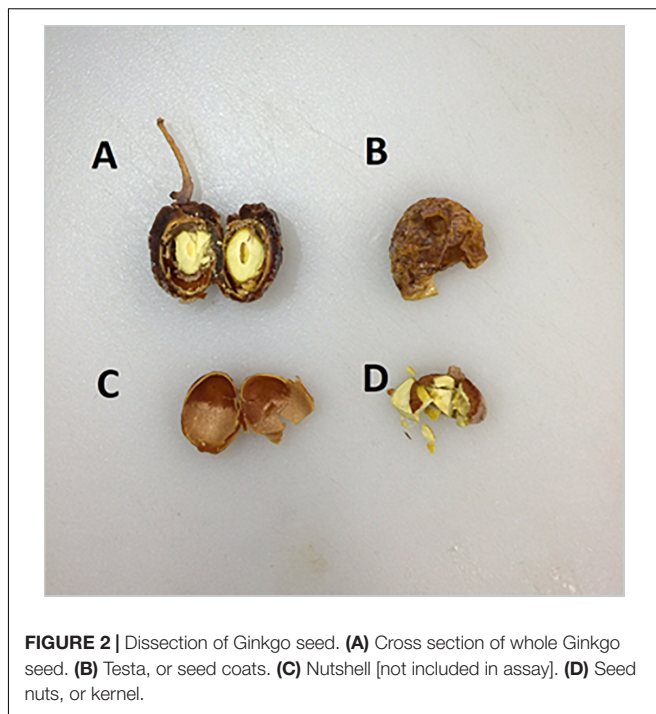 A
B
C
D
FIGURE 2 | Dissection of Ginkgo seed. (A) Cross section of whole Ginkgo
seed. (B) Testa, or seed coats. (C) Nutshell [not included in assay]. (D) Seed
nuts, or kernel.